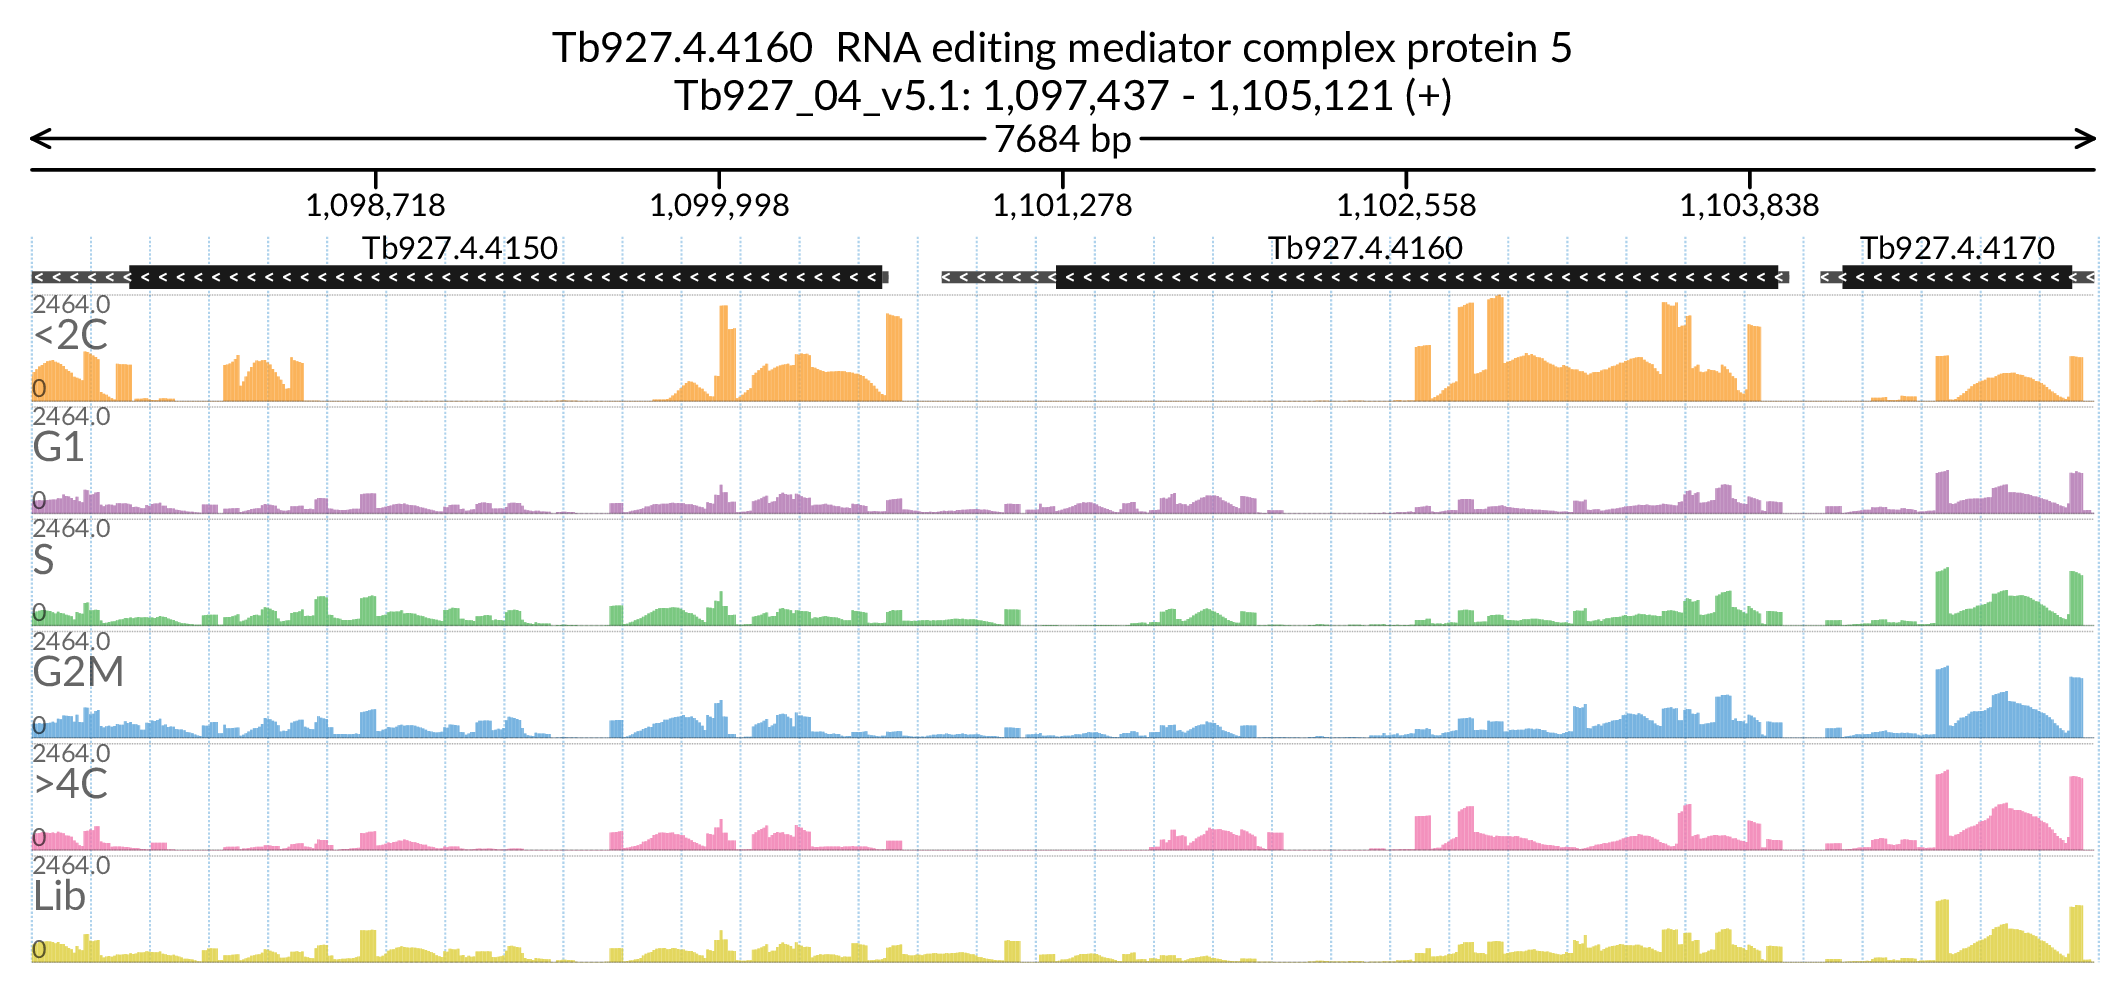 Tb927.4.4160  RNA editing mediator complex protein 5
Tb927_04_v5.1: 1,097,437 - 1,105,121 (+)
7684 bp
1,098,718 1,099,998 1,101,278 1,102,558 1,103,838
Tb927.4.4150 Tb927.4.4160 Tb927.4.4170
2464.0
<2C
0
2464.0
G1
0
2464.0
S
0
2464.0
G2M
0
2464.0
>4C
0
2464.0
Lib
0